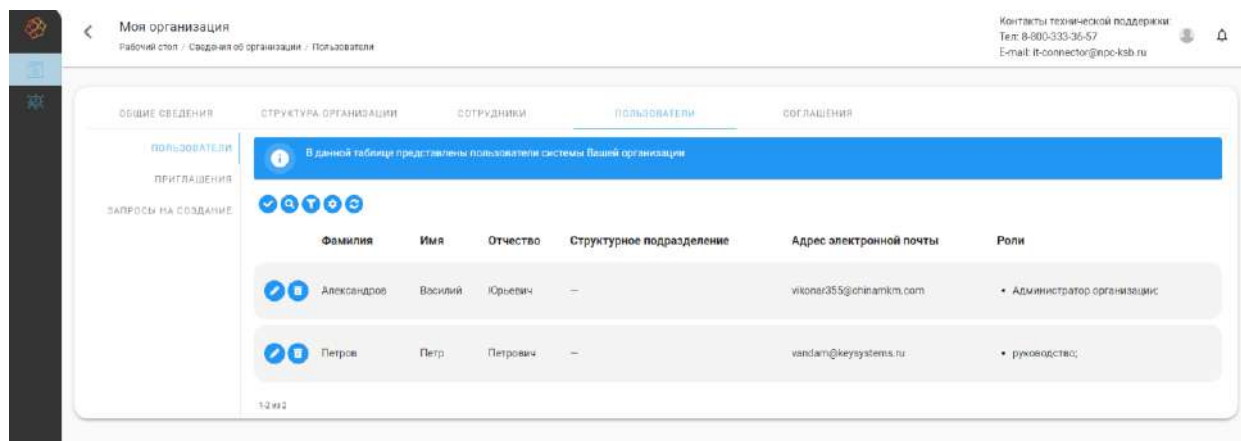 Моя организация
Рабочий стол / Сведения об организации / Пользователи
Контакты технической поддержки:
Тел: 8-800-333-36-57
E-mail: it-connector@npc-ksb.ru
ОБЩИЕ СВЕДЕНИЯ СТРУКТУРА ОРГАНИЗАЦИИ СОТРУДНИКИ ПОЛЬЗОВАТЕЛИ СОГЛАШЕНИЯ
ПОЛЬЗОВАТЕЛИ
ПРИГЛАШЕНИЯ
ЗАПРОСЫ НА СОЗДАНИЕ
В данной таблице представлены пользователи системы Вашей организации
Фамилия Имя Отчество Структурное подразделение Адрес электронной почты Роли
Александров Василий Юрьевич — vikonar355@chinamkm.com • Администратор организации;
Петров Петр Петрович — vandam@keysystems.ru • руководство;
1-2 из 2